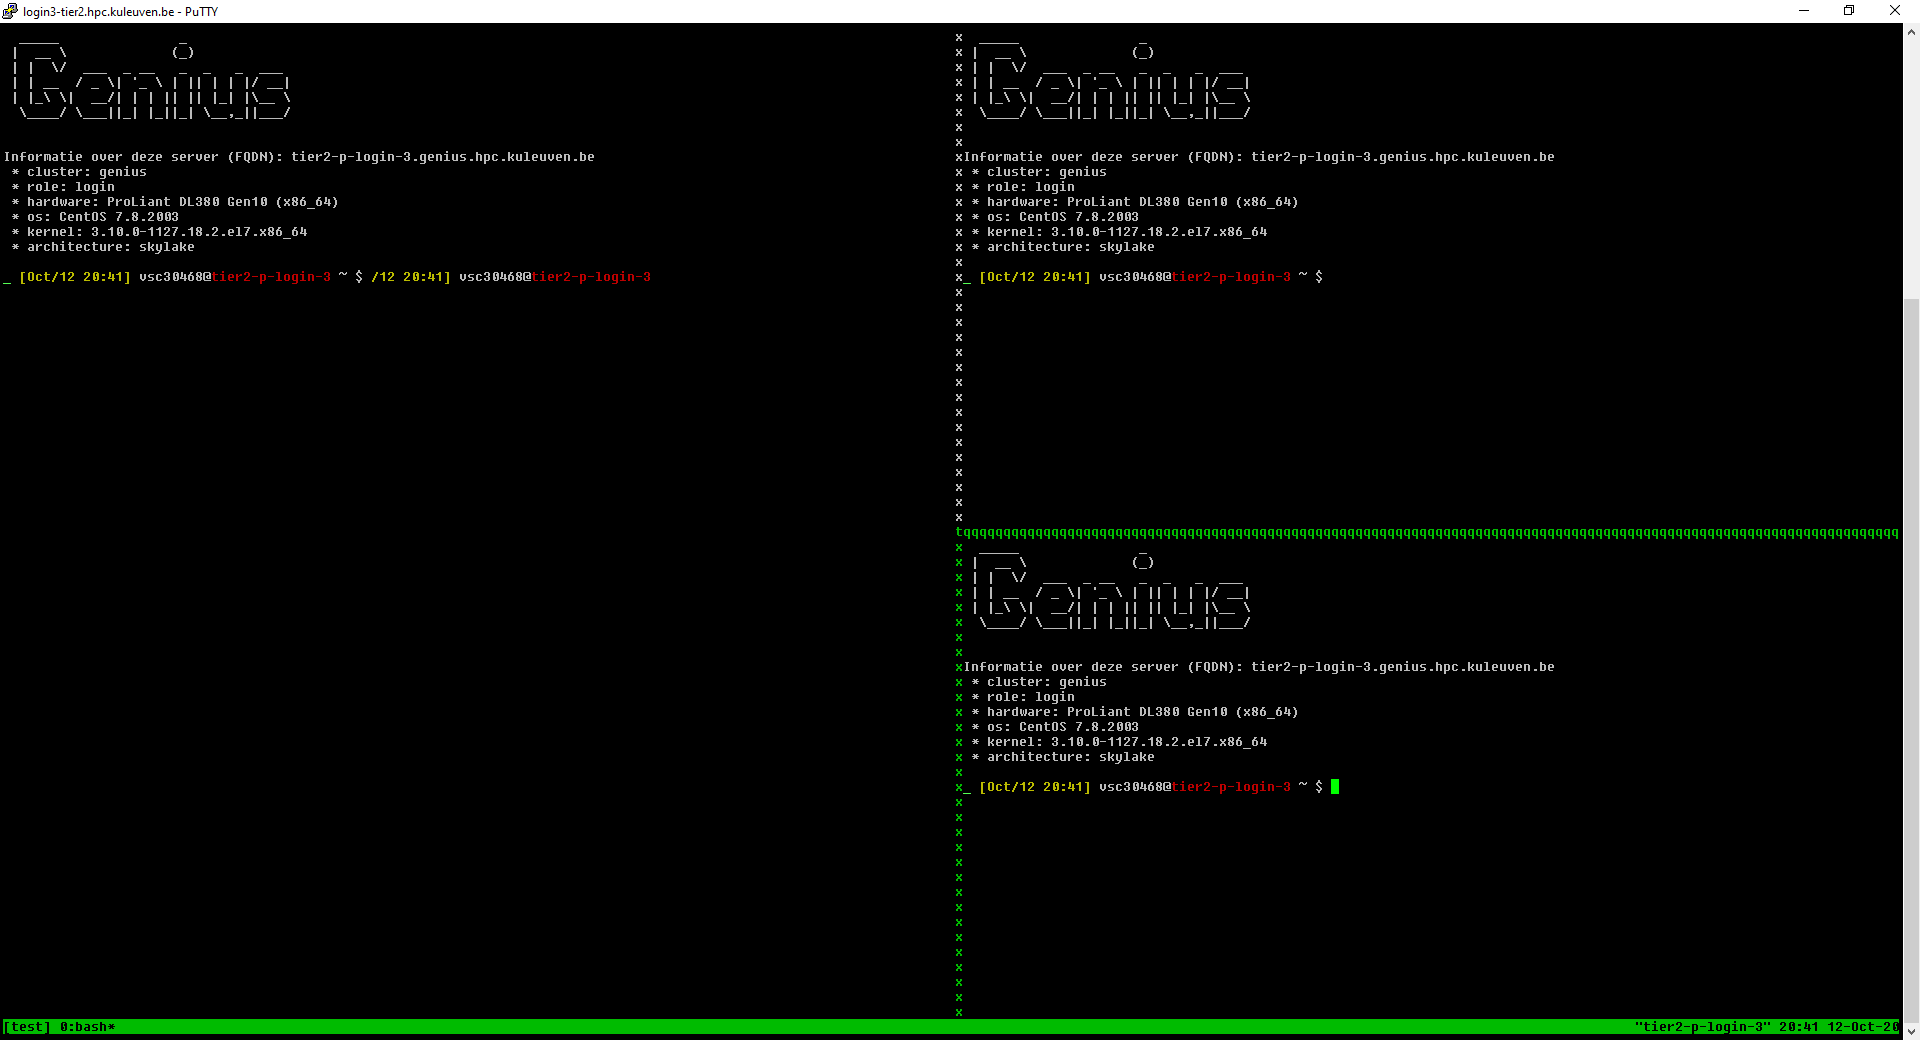 login3-tier2.hpc.kuleuven.be - PuTTY
Genius
Informatie over deze server (FQDN): tier2-p-login-3.genius.hpc.kuleuven.be
* cluster: genius
* role: login
* hardware: ProLiant DL380 Gen10 (x86_64)
* os: CentOS 7.8.2003
* kernel: 3.10.0-1127.18.2.el7.x86_64
* architecture: skylake
_ [Oct/12 20:41] vsc30468@tier2-p-login-3 ~ $ /12 20:41] vsc30468@tier2-p-login-3
Genius
xInformatie over deze server (FQDN): tier2-p-login-3.genius.hpc.kuleuven.be
x * cluster: genius
x * role: login
x * hardware: ProLiant DL380 Gen10 (x86_64)
x * os: CentOS 7.8.2003
x * kernel: 3.10.0-1127.18.2.el7.x86_64
x * architecture: skylake
x
x_ [Oct/12 20:41] vsc30468@tier2-p-login-3 ~ $
tqqqqqqqqqqqqqqqqqqqqqqqqqqqqqqqqqqqqqqqqqqqqqqqqqqqqqqqqqqqqqqqqqqqqqqqqqqqqqqqqqqqqqqqqqqqqqqqqqqqqqqqqqqqqqqqqqqqqq
Genius
xInformatie over deze server (FQDN): tier2-p-login-3.genius.hpc.kuleuven.be
x * cluster: genius
x * role: login
x * hardware: ProLiant DL380 Gen10 (x86_64)
x * os: CentOS 7.8.2003
x * kernel: 3.10.0-1127.18.2.el7.x86_64
x * architecture: skylake
x
x_ [Oct/12 20:41] vsc30468@tier2-p-login-3 ~ $
[test] 0:bash* "tier2-p-login-3" 20:41 12-Oct-20